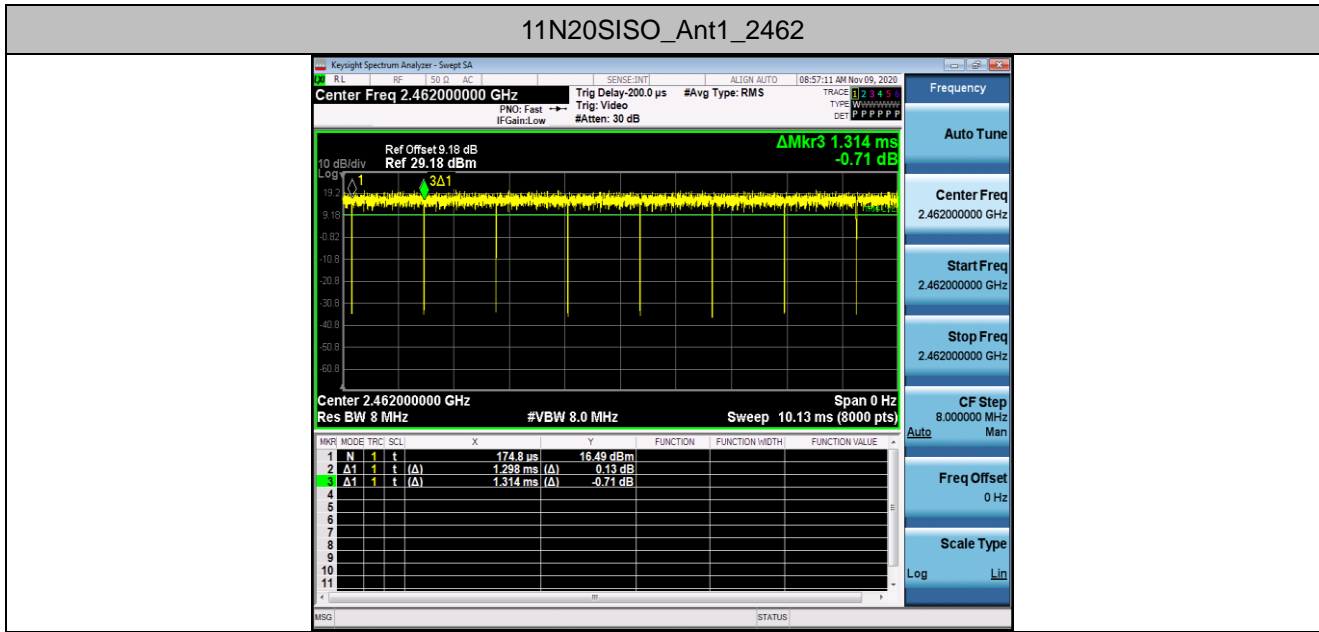 11N20SISO_Ant1_2462
Keysight Spectrum Analyzer - Swept SA
RL RF 50 Ω AC SENSE:INT ALIGN AUTO 08:57:11 AM Nov 09, 2020
Center Freq 2.462000000 GHz
PNO: Fast
IFGain:Low
Trig Delay-200.0 µs
Trig: Video
#Atten: 30 dB
#Avg Type: RMS
TRACE 1 2 3 4 5 6
TYPE W
DET P P P P P P
ΔMkr3 1.314 ms
-0.71 dB
Ref Offset 9.18 dB
10 dB/div Ref 29.18 dBm
Log
1
3Δ1
19.2
9.18
-0.82
-10.8
-20.8
-30.8
-40.8
-50.8
-60.8
Center 2.462000000 GHz Span 0 Hz
Res BW 8 MHz #VBW 8.0 MHz Sweep 10.13 ms (8000 pts)
MKR MODE TRC SCL X Y FUNCTION FUNCTION WIDTH FUNCTION VALUE
1 N 1 t 174.8 µs 16.49 dBm
2 Δ1 1 t (Δ) 1.298 ms (Δ) 0.13 dB
3 Δ1 1 t (Δ) 1.314 ms (Δ) -0.71 dB
4
5
6
7
8
9
10
11
MSG STATUS
Frequency
Auto Tune
Center Freq
2.462000000 GHz
Start Freq
2.462000000 GHz
Stop Freq
2.462000000 GHz
CF Step
8.000000 MHz
Auto Man
Freq Offset
0 Hz
Scale Type
Log Lin